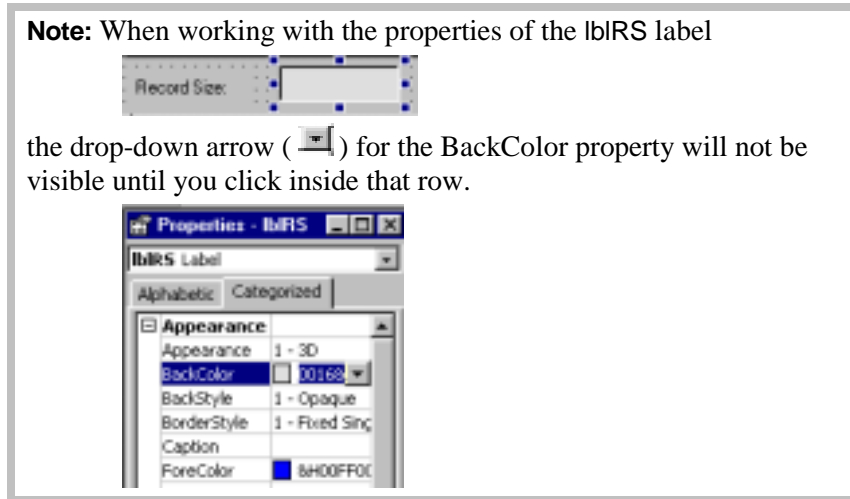 Note: When working with the properties of the lblRS label
Record Size:
the drop-down arrow ( ) for the BackColor property will not be
visible until you click inside that row.
Properties - lblRS
lblRS Label
Alphabetic Categorized
Appearance
Appearance 1 - 3D
BackColor 00168
BackStyle 1 - Opaque
BorderStyle 1 - Fixed Sing
Caption
ForeColor &H00FF00